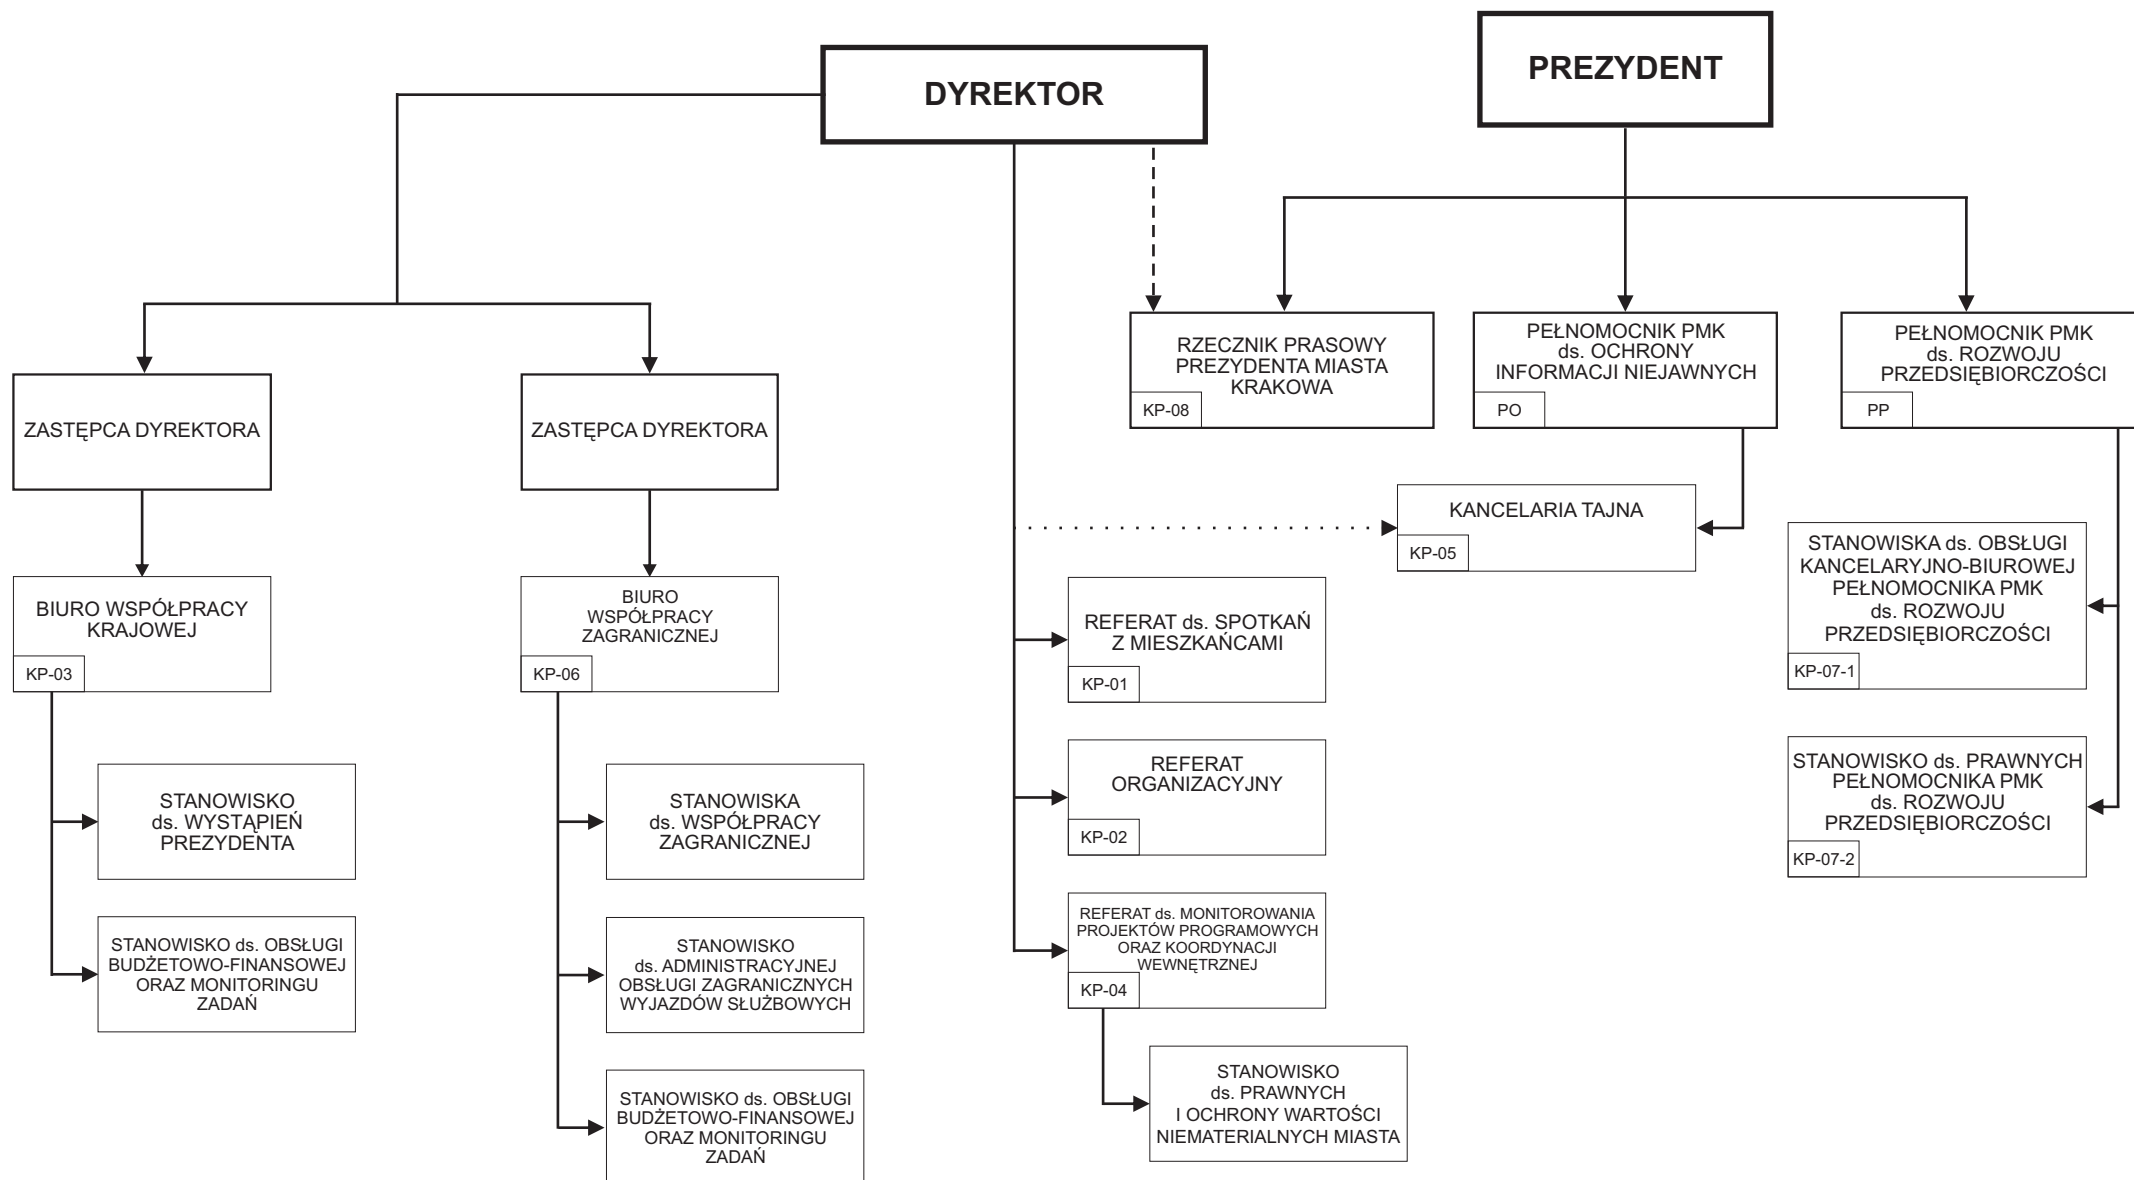 DYREKTOR
PREZYDENT
RZECZNIK PRASOWY
PREZYDENTA MIASTA
KRAKOWA
KP-08
PEŁNOMOCNIK PMK
ds. OCHRONY
INFORMACJI NIEJAWNYCH
PO
PEŁNOMOCNIK PMK
ds. ROZWOJU
PRZEDSIĘBIORCZOŚCI
PP
ZASTĘPCA DYREKTORA
ZASTĘPCA DYREKTORA
KANCELARIA TAJNA
KP-05
STANOWISKA ds. OBSŁUGI
KANCELARYJNO-BIUROWEJ
PEŁNOMOCNIKA PMK
ds. ROZWOJU
PRZEDSIĘBIORCZOŚCI
KP-07-1
BIURO WSPÓŁPRACY
KRAJOWEJ
KP-03
BIURO
WSPÓŁPRACY
ZAGRANICZNEJ
KP-06
REFERAT ds. SPOTKAŃ
Z MIESZKAŃCAMI
KP-01
REFERAT
ORGANIZACYJNY
KP-02
STANOWISKO ds. PRAWNYCH
PEŁNOMOCNIKA PMK
ds. ROZWOJU
PRZEDSIĘBIORCZOŚCI
KP-07-2
STANOWISKO
ds. WYSTĄPIEŃ
PREZYDENTA
STANOWISKA
ds. WSPÓŁPRACY
ZAGRANICZNEJ
REFERAT ds. MONITOROWANIA
PROJEKTÓW PROGRAMOWYCH
ORAZ KOORDYNACJI
WEWNĘTRZNEJ
KP-04
STANOWISKO ds. OBSŁUGI
BUDŻETOWO-FINANSOWEJ
ORAZ MONITORINGU
ZADAŃ
STANOWISKO
ds. ADMINISTRACYJNEJ
OBSŁUGI ZAGRANICZNYCH
WYJAZDÓW SŁUŻBOWYCH
STANOWISKO
ds. PRAWNYCH
I OCHRONY WARTOŚCI
NIEMATERIALNYCH MIASTA
STANOWISKO ds. OBSŁUGI
BUDŻETOWO-FINANSOWEJ
ORAZ MONITORINGU
ZADAŃ